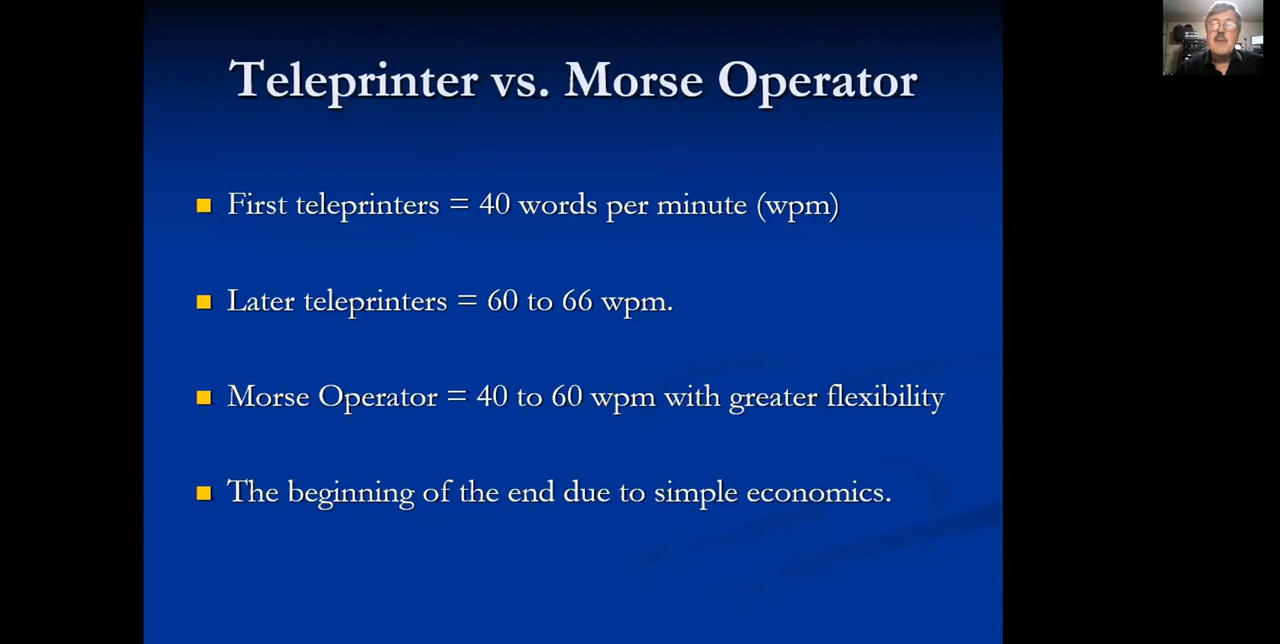 Teleprinter vs. Morse Operator
First teleprinters = 40 words per minute (wpm)
Later teleprinters = 60 to 66 wpm.
Morse Operator = 40 to 60 wpm with greater flexibility
The beginning of the end due to simple economics.